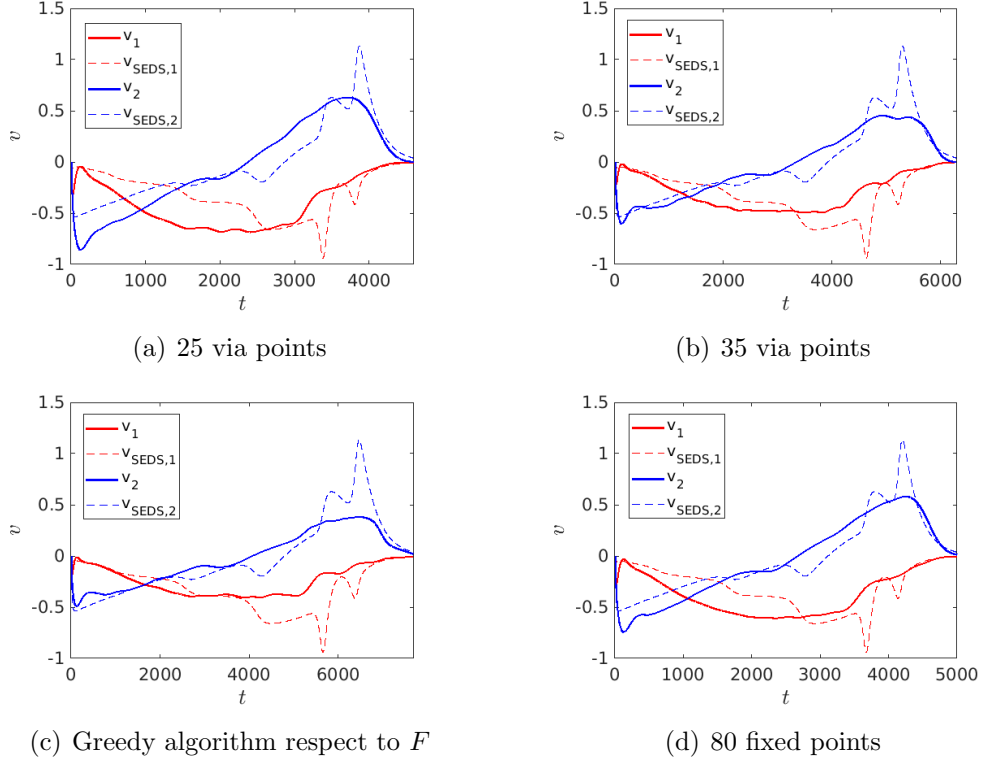 1.5
1
0.5
0
-0.5
-1
v
v1
vSEDS,1
v2
vSEDS,2
0 1000 2000 3000 4000
t
(a) 25 via points
1.5
1
0.5
0
-0.5
-1
v
v1
vSEDS,1
v2
vSEDS,2
0 2000 4000 6000
t
(b) 35 via points
1.5
1
0.5
0
-0.5
-1
v
v1
vSEDS,1
v2
vSEDS,2
0 2000 4000 6000
t
(c) Greedy algorithm respect to F
1.5
1
0.5
0
-0.5
-1
v
v1
vSEDS,1
v2
vSEDS,2
0 1000 2000 3000 4000 5000
t
(d) 80 fixed points